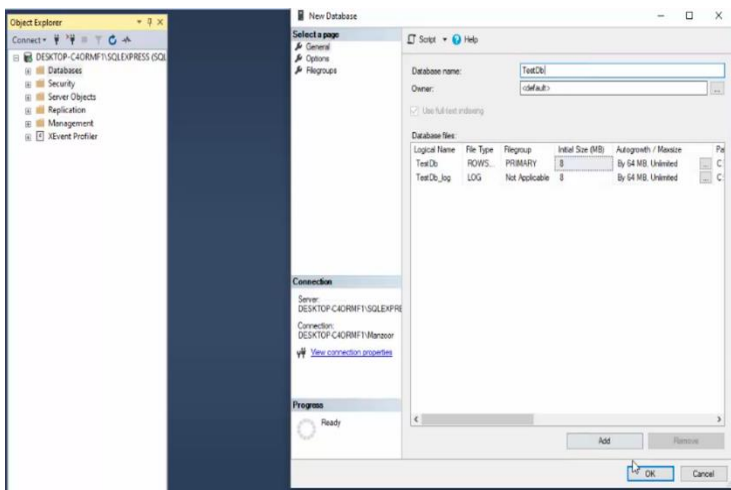 Object Explorer
Connect
DESKTOP-C4ORMF1\SQLEXPRESS (SQL
Databases
Security
Server Objects
Replication
Management
XEvent Profiler
New Database
Select a page
General
Options
Filegroups
Script
Help
Database name:
TestDb
Owner:
<default>
...
Use full-text indexing
Database files:
Logical Name File Type Filegroup Initial Size (MB) Autogrowth / Maxsize Pa
TestDb ROWS... PRIMARY 8 By 64 MB, Unlimited ... C:
TestDb_log LOG Not Applicable 8 By 64 MB, Unlimited ... C:
Connection
Server:
DESKTOP-C4ORMF1\SQLEXPRE
Connection:
DESKTOP-C4ORMF1\Manzoor
View connection properties
Progress
Ready
Add
Remove
OK
Cancel